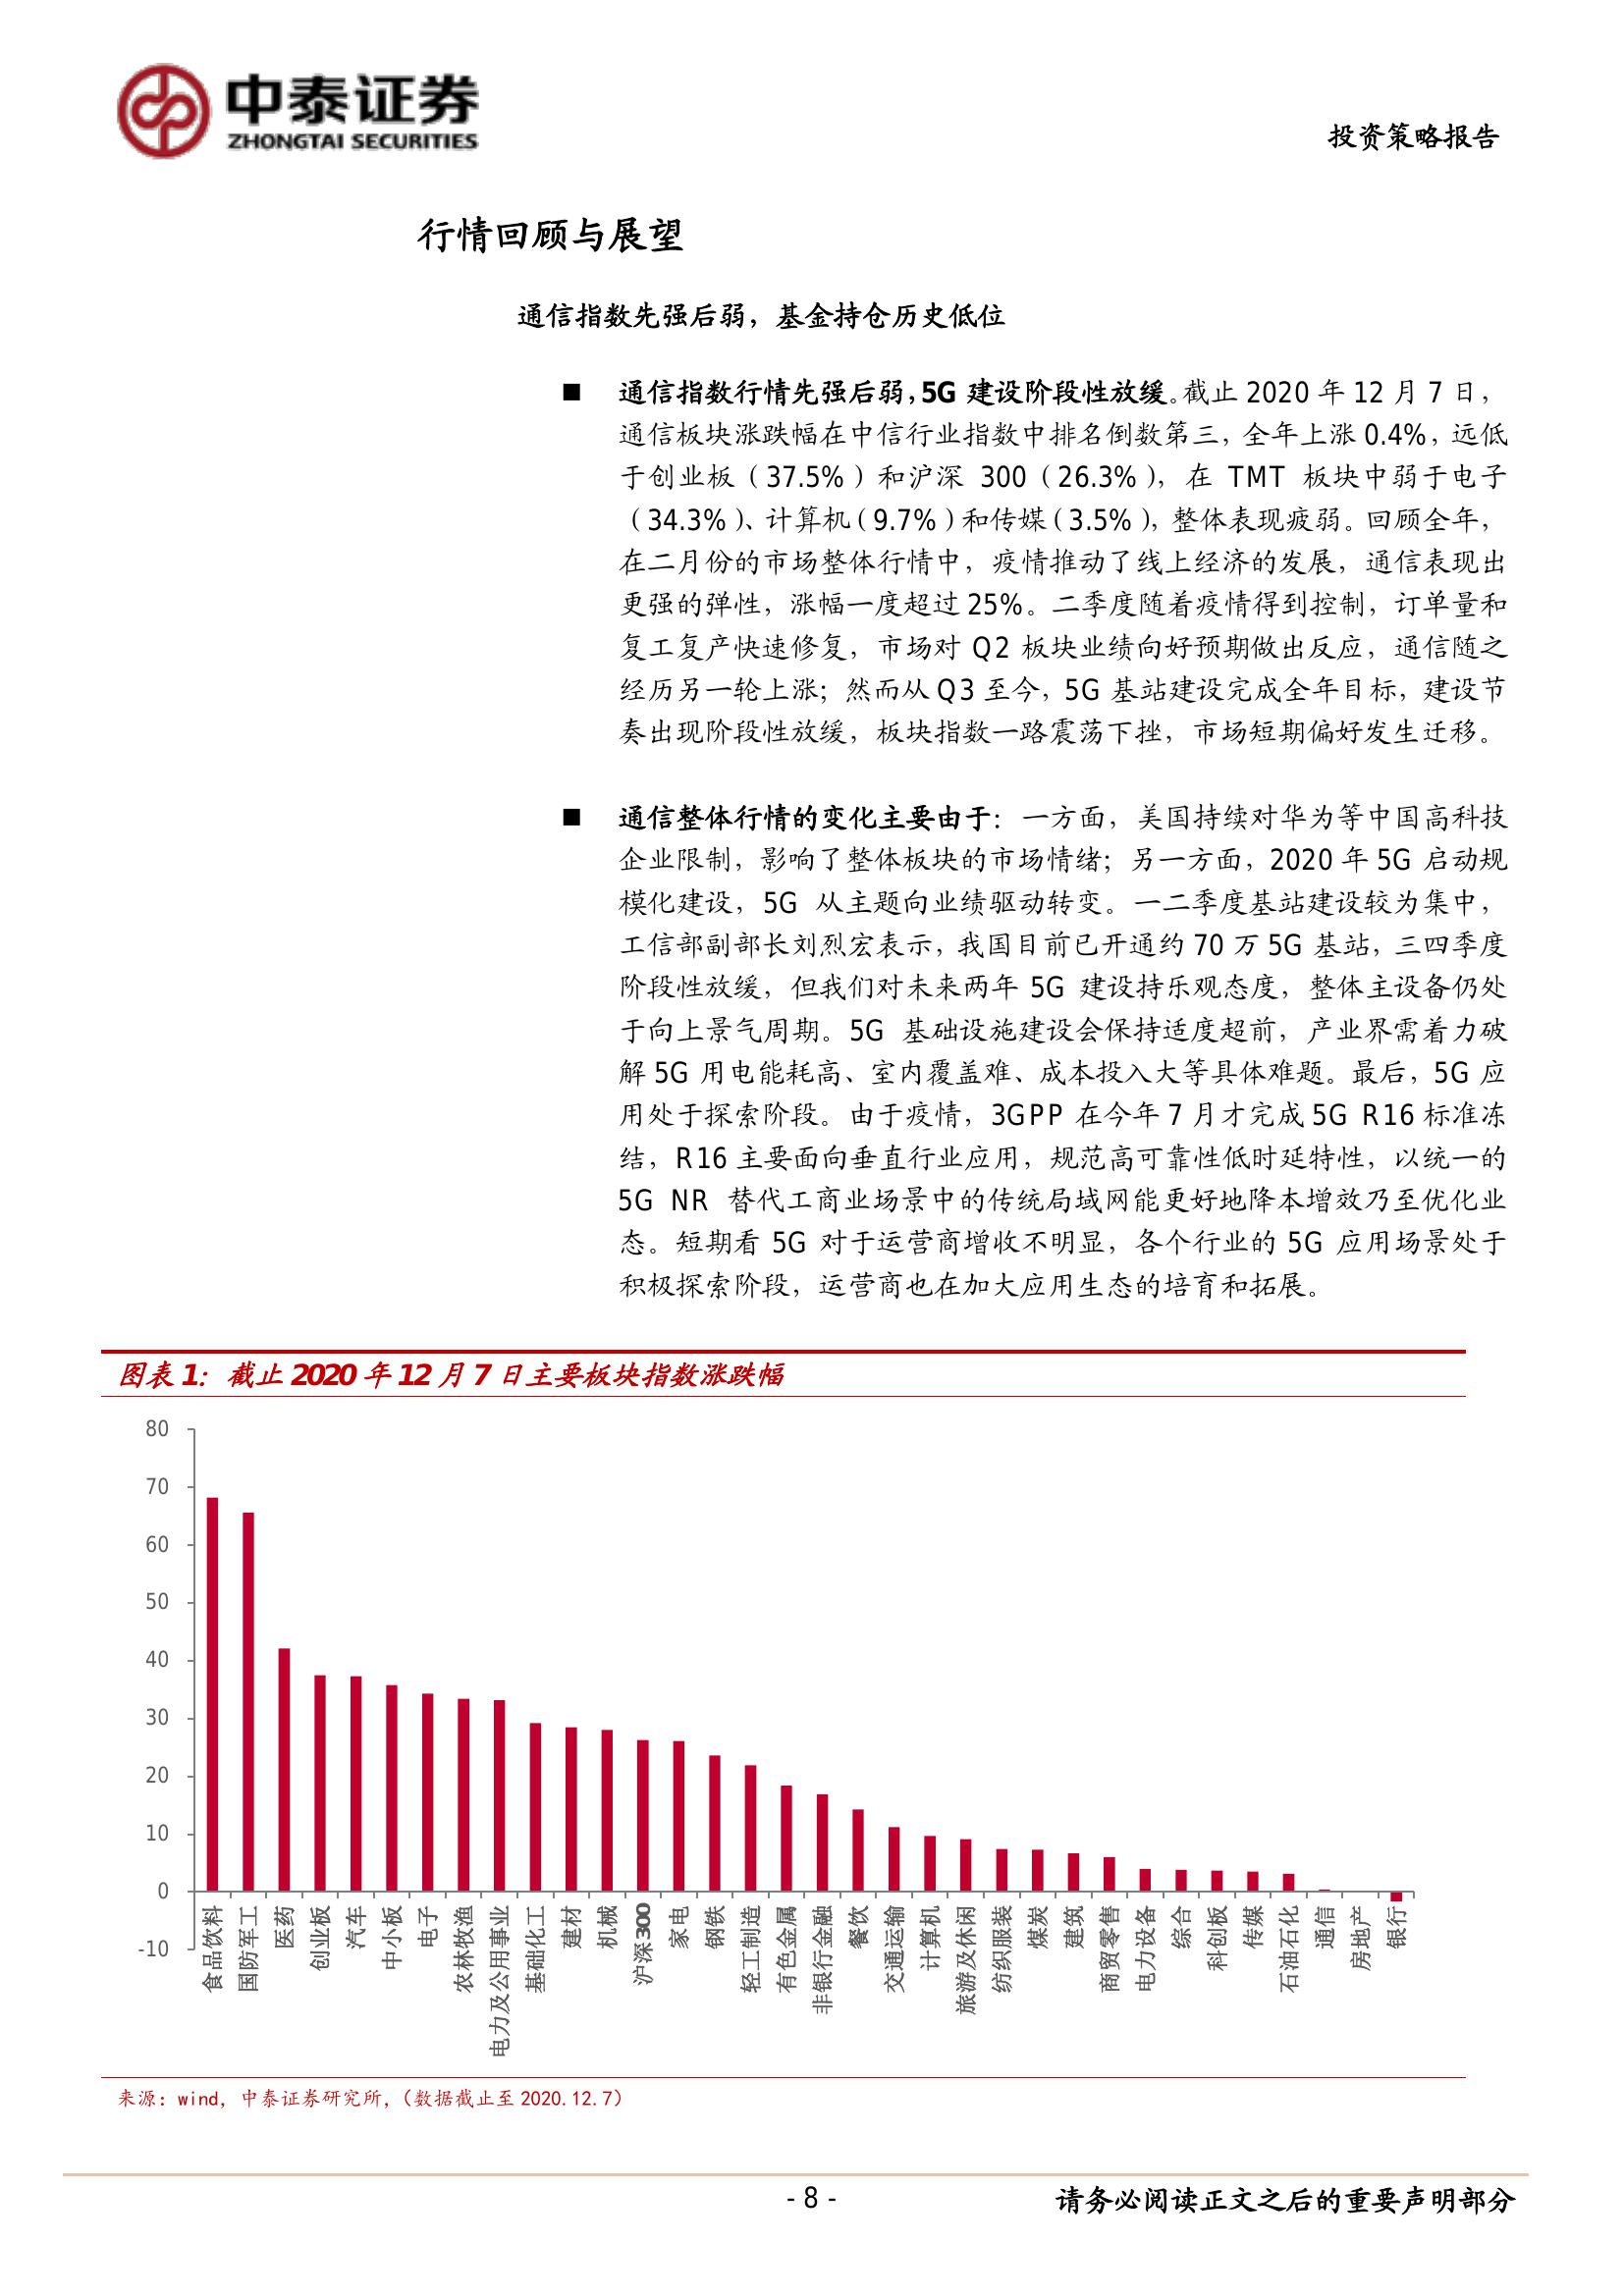 中泰证券
ZHONGTAI SECURITIES
投资策略报告
行情回顾与展望
通信指数先强后弱，基金持仓历史低位
■ 通信指数行情先强后弱，5G 建设阶段性放缓。截止 2020 年 12 月 7 日，
通信板块涨跌幅在中信行业指数中排名倒数第三，全年上涨 0.4%，远低
于创业板（37.5%）和沪深 300（26.3%），在 TMT 板块中弱于电子
（34.3%）、计算机（9.7%）和传媒（3.5%），整体表现疲弱。回顾全年，
在二月份的市场整体行情中，疫情推动了线上经济的发展，通信表现出
更强的弹性，涨幅一度超过 25%。二季度随着疫情得到控制，订单量和
复工复产快速修复，市场对 Q2 板块业绩向好预期做出反应，通信随之
经历另一轮上涨；然而从 Q3 至今，5G 基站建设完成全年目标，建设节
奏出现阶段性放缓，板块指数一路震荡下挫，市场短期偏好发生迁移。
■ 通信整体行情的变化主要由于：一方面，美国持续对华为等中国高科技
企业限制，影响了整体板块的市场情绪；另一方面，2020 年 5G 启动规
模化建设，5G 从主题向业绩驱动转变。一二季度基站建设较为集中，
工信部副部长刘烈宏表示，我国目前已开通约 70 万 5G 基站，三四季度
阶段性放缓，但我们对未来两年 5G 建设持乐观态度，整体主设备仍处
于向上景气周期。5G 基础设施建设会保持适度超前，产业界需着力破
解 5G 用电能耗高、室内覆盖难、成本投入大等具体难题。最后，5G 应
用处于探索阶段。由于疫情，3GPP 在今年 7 月才完成 5G R16 标准冻
结，R16 主要面向垂直行业应用，规范高可靠性低时延特性，以统一的
5G NR 替代工商业场景中的传统局域网能更好地降本增效乃至优化业
态。短期看 5G 对于运营商增收不明显，各个行业的 5G 应用场景处于
积极探索阶段，运营商也在加大应用生态的培育和拓展。
图表 1：截止 2020 年 12 月 7 日主要板块指数涨跌幅
80
70
60
50
40
30
20
10
0
-10
食品饮料
国防军工
医药
创业板
汽车
中小板
电子
农林牧渔
电力及公用事业
基础化工
建材
机械
沪深300
家电
钢铁
轻工制造
有色金属
非银行金融
餐饮
交通运输
计算机
旅游及休闲
纺织服装
煤炭
建筑
商贸零售
电力设备
综合
科创板
传媒
石油石化
通信
房地产
银行
来源：wind，中泰证券研究所，（数据截止至 2020.12.7）
- 8 -
请务必阅读正文之后的重要声明部分